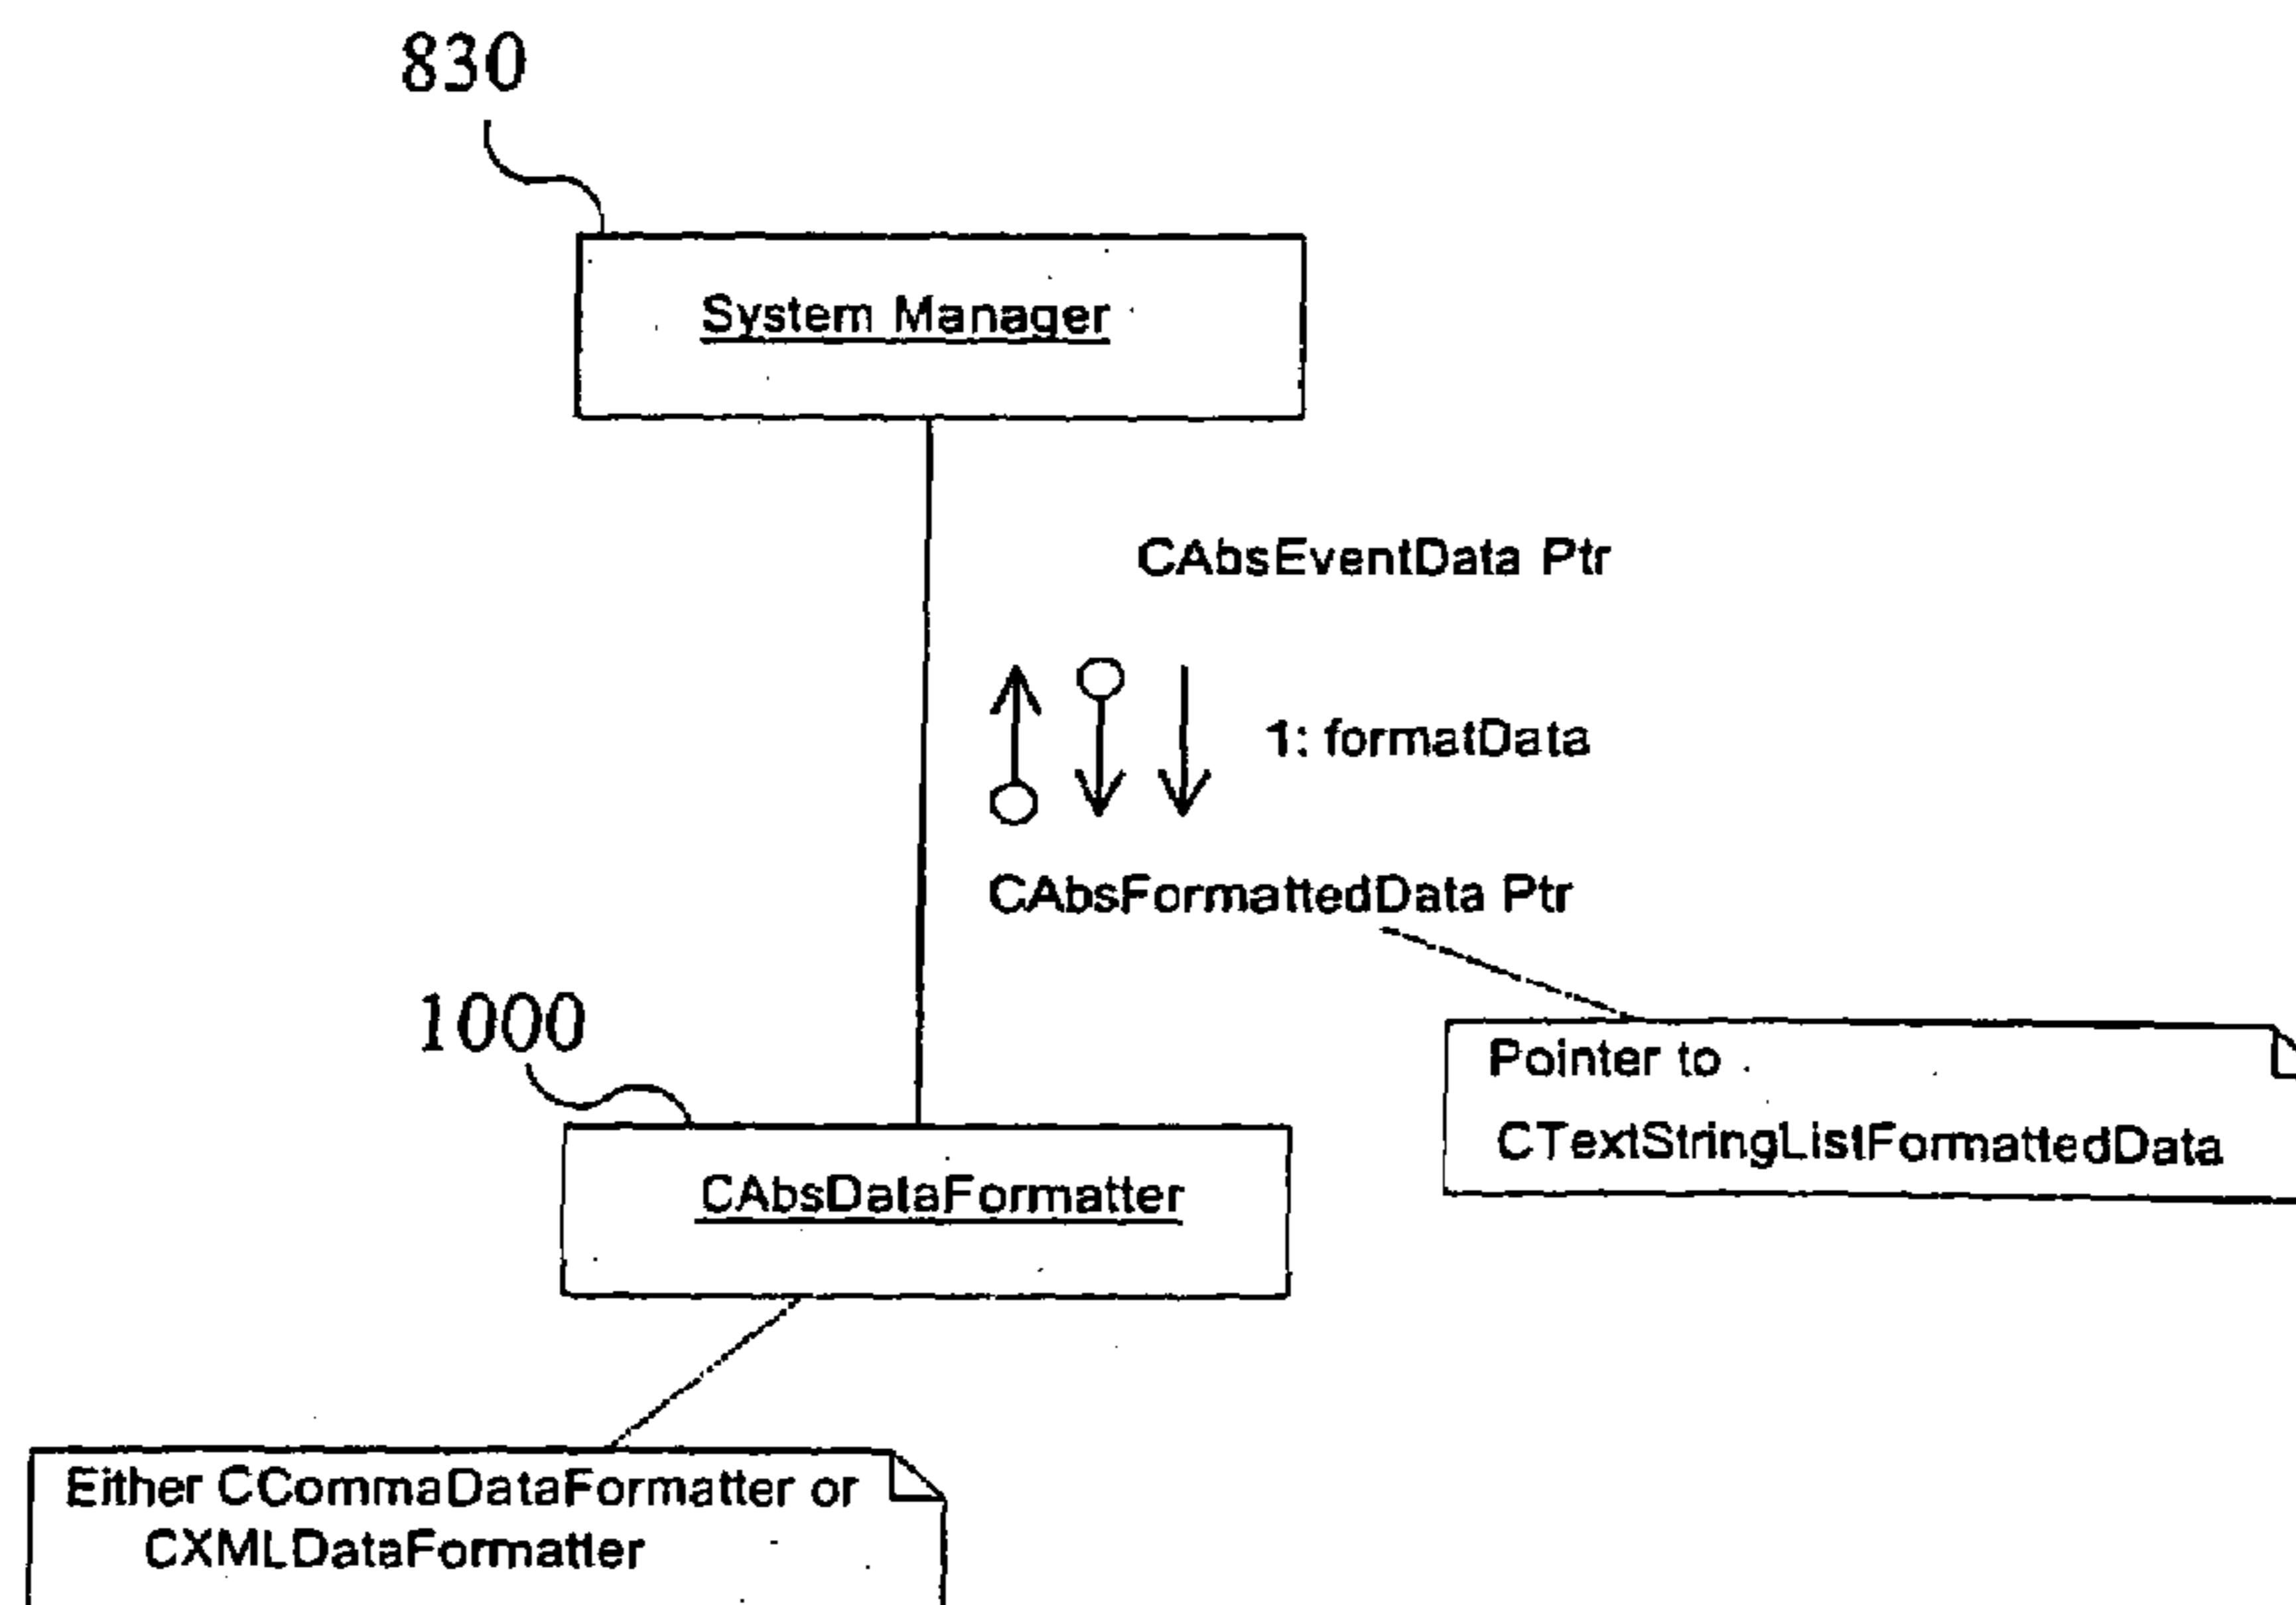 830
System Manager
CAbsEventData Ptr
1: formatData
CAbsFormattedData Ptr
1000
Pointer to
CTextStringListFormattedData
CAbsDataFormatter
Either CCommaDataFormatter or
CXMLDataFormatter